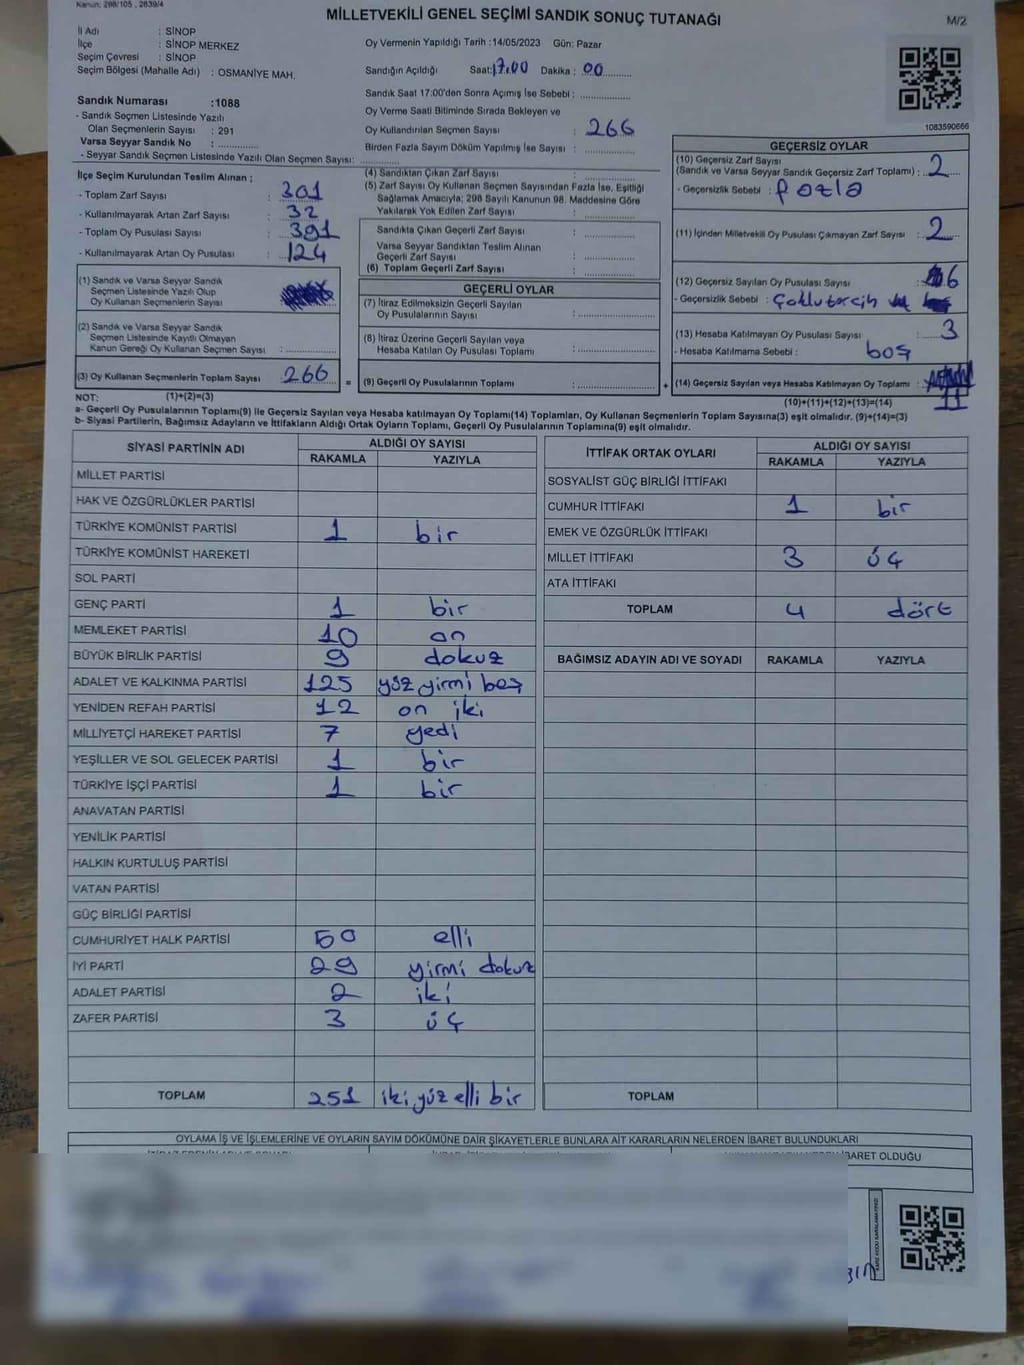 Kanun: 298/105 , 2839/4
MİLLETVEKİLİ GENEL SEÇİMİ SANDIK SONUÇ TUTANAĞI
M/2
İl Adı : SİNOP
İlçe : SİNOP MERKEZ
Seçim Çevresi : SİNOP
Seçim Bölgesi (Mahalle Adı) : OSMANİYE MAH.
Oy Vermenin Yapıldığı Tarih :14/05/2023 Gün: Pazar
Sandığın Açıldığı Saat:17.00 Dakika : 00
Sandık Saat 17:00'den Sonra Açımış İse Sebebi :
Sandık Numarası :1088
- Sandık Seçmen Listesinde Yazılı
Olan Seçmenlerin Sayısı : 291
Varsa Seyyar Sandık No :
- Seyyar Sandık Seçmen Listesinde Yazılı Olan Seçmen Sayısı:
Oy Verme Saati Bitiminde Sırada Bekleyen ve
Oy Kullandırılan Seçmen Sayısı : 266
Birden Fazla Sayım Döküm Yapılmış İse Sayısı :
1083590666
İlçe Seçim Kurulundan Teslim Alınan ;
- Toplam Zarf Sayısı : 301
- Kullanılmayarak Artan Zarf Sayısı : 32
- Toplam Oy Pusulası Sayısı : 391
- Kullanılmayarak Artan Oy Pusulası : 124
(4) Sandıktan Çıkan Zarf Sayısı :
(5) Zarf Sayısı Oy Kullanan Seçmen Sayısından Fazla İse, Eşitliği
Sağlamak Amacıyla; 298 Sayılı Kanunun 98. Maddesine Göre
Yakılarak Yok Edilen Zarf Sayısı :
Sandıkta Çıkan Geçerli Zarf Sayısı :
Varsa Seyyar Sandıktan Teslim Alınan
Geçerli Zarf Sayısı :
(6) Toplam Geçerli Zarf Sayısı :
GEÇERSİZ OYLAR
(10) Geçersiz Zarf Sayısı
(Sandık ve Varsa Seyyar Sandık Geçersiz Zarf Toplamı) : 2
- Geçersizlik Sebebi : fazla
(11) İçinden Milletvekili Oy Pusulası Çıkmayan Zarf Sayısı : 2
(12) Geçersiz Sayılan Oy Pusulası Sayısı : 6
- Geçersizlik Sebebi : Çoklu tercih
(13) Hesaba Katılmayan Oy Pusulası Sayısı : 3
- Hesaba Katılmama Sebebi : boş
(14) Geçersiz Sayılan veya Hesaba Katılmayan Oy Toplamı : 11
(10)+(11)+(12)+(13)=(14)
(1) Sandık ve Varsa Seyyar Sandık
Seçmen Listesinde Yazılı Olup
Oy Kullanan Seçmenlerin Sayısı :
(2) Sandık ve Varsa Seyyar Sandık
Seçmen Listesinde Kayıtlı Olmayan
Kanun Gereği Oy Kullanan Seçmen Sayısı :
(3) Oy Kullanan Seçmenlerin Toplam Sayısı : 266
GEÇERLİ OYLAR
(7) İtiraz Edilmeksizin Geçerli Sayılan
Oy Pusulalarının Sayısı :
(8) İtiraz Üzerine Geçerli Sayılan veya
Hesaba Katılan Oy Pusulası Toplamı :
= (9) Geçerli Oy Pusulalarının Toplamı : +
NOT: (1)+(2)=(3)
a- Geçerli Oy Pusulalarının Toplamı(9) ile Geçersiz Sayılan veya Hesaba katılmayan Oy Toplamı(14) Toplamları, Oy Kullanan Seçmenlerin Toplam Sayısına(3) eşit olmalıdır. (9)+(14)=(3)
b- Siyasi Partilerin, Bağımsız Adayların ve İttifakların Aldığı Ortak Oyların Toplamı, Geçerli Oy Pusulalarının Toplamına(9) eşit olmalıdır.
SİYASİ PARTİNİN ADI ALDIĞI OY SAYISI
RAKAMLA YAZIYLA
MİLLET PARTİSİ
HAK VE ÖZGÜRLÜKLER PARTİSİ
TÜRKİYE KOMÜNİST PARTİSİ 1 bir
TÜRKİYE KOMÜNİST HAREKETİ
SOL PARTİ
GENÇ PARTİ 1 bir
MEMLEKET PARTİSİ 10 on
BÜYÜK BİRLİK PARTİSİ 9 dokuz
ADALET VE KALKINMA PARTİSİ 125 yüz yirmi beş
YENİDEN REFAH PARTİSİ 12 on iki
MİLLİYETÇİ HAREKET PARTİSİ 7 yedi
YEŞİLLER VE SOL GELECEK PARTİSİ 1 bir
TÜRKİYE İŞÇİ PARTİSİ 1 bir
ANAVATAN PARTİSİ
YENİLİK PARTİSİ
HALKIN KURTULUŞ PARTİSİ
VATAN PARTİSİ
GÜÇ BİRLİĞİ PARTİSİ
CUMHURİYET HALK PARTİSİ 50 elli
İYİ PARTİ 29 yirmi dokuz
ADALET PARTİSİ 2 iki
ZAFER PARTİSİ 3 üç
TOPLAM 251 iki yüz elli bir
İTTİFAK ORTAK OYLARI ALDIĞI OY SAYISI
RAKAMLA YAZIYLA
SOSYALİST GÜÇ BİRLİĞİ İTTİFAKI
CUMHUR İTTİFAKI 1 bir
EMEK VE ÖZGÜRLÜK İTTİFAKI
MİLLET İTTİFAKI 3 üç
ATA İTTİFAKI
TOPLAM 4 dört
BAĞIMSIZ ADAYIN ADI VE SOYADI RAKAMLA YAZIYLA
TOPLAM
OYLAMA İŞ VE İŞLEMLERİNE VE OYLARIN SAYIM DÖKÜMÜNE DAİR ŞİKAYETLERLE BUNLARA AİT KARARLARIN NELERDEN İBARET BULUNDUKLARI
OLDUĞU